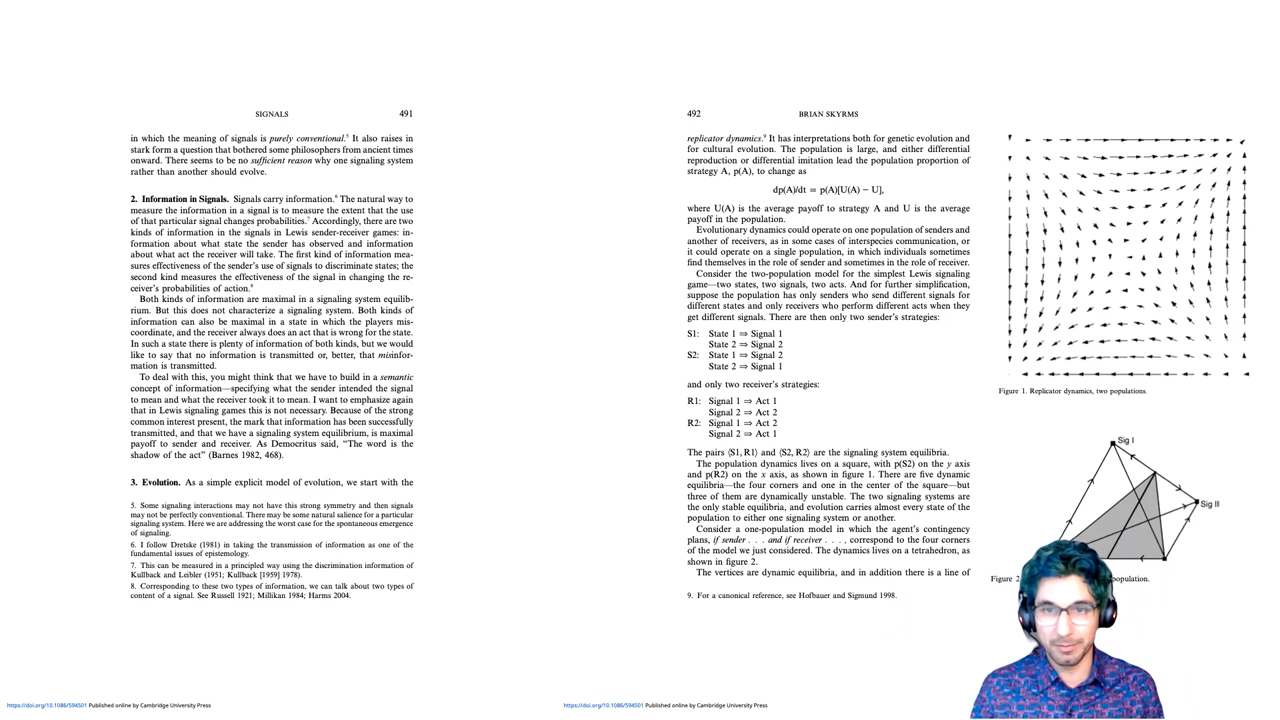 SIGNALS 491
in which the meaning of signals is purely conventional.5 It also raises in
stark form a question that bothered some philosophers from ancient times
onward. There seems to be no sufficient reason why one signaling system
rather than another should evolve.
2. Information in Signals. Signals carry information.6 The natural way to
measure the information in a signal is to measure the extent that the use
of that particular signal changes probabilities.7 Accordingly, there are two
kinds of information in the signals in Lewis sender-receiver games: in-
formation about what state the sender has observed and information
about what act the receiver will take. The first kind of information mea-
sures effectiveness of the sender's use of signals to discriminate states; the
second kind measures the effectiveness of the signal in changing the re-
ceiver's probabilities of action.8
Both kinds of information are maximal in a signaling system equilib-
rium. But this does not characterize a signaling system. Both kinds of
information can also be maximal in a state in which the players mis-
coordinate, and the receiver always does an act that is wrong for the state.
In such a state there is plenty of information of both kinds, but we would
like to say that no information is transmitted or, better, that misinfor-
mation is transmitted.
To deal with this, you might think that we have to build in a semantic
concept of information—specifying what the sender intended the signal
to mean and what the receiver took it to mean. I want to emphasize again
that in Lewis signaling games this is not necessary. Because of the strong
common interest present, the mark that information has been successfully
transmitted, and that we have a signaling system equilibrium, is maximal
payoff to sender and receiver. As Democritus said, “The word is the
shadow of the act” (Barnes 1982, 468).
3. Evolution. As a simple explicit model of evolution, we start with the
5. Some signaling interactions may not have this strong symmetry and then signals
may not be perfectly conventional. There may be some natural salience for a particular
signaling system. Here we are addressing the worst case for the spontaneous emergence
of signaling.
6. I follow Dretske (1981) in taking the transmission of information as one of the
fundamental issues of epistemology.
7. This can be measured in a principled way using the discrimination information of
Kullback and Leibler (1951; Kullback [1959] 1978).
8. Corresponding to these two types of information, we can talk about two types of
content of a signal. See Russell 1921; Millikan 1984; Harms 2004.
https://doi.org/10.1086/594501 Published online by Cambridge University Press
492 BRIAN SKYRMS
replicator dynamics.9 It has interpretations both for genetic evolution and
for cultural evolution. The population is large, and either differential
reproduction or differential imitation lead the population proportion of
strategy A, p(A), to change as
dp(A)/dt = p(A)[U(A) − U],
where U(A) is the average payoff to strategy A and U is the average
payoff in the population.
Evolutionary dynamics could operate on one population of senders and
another of receivers, as in some cases of interspecies communication, or
it could operate on a single population, in which individuals sometimes
find themselves in the role of sender and sometimes in the role of receiver.
Consider the two-population model for the simplest Lewis signaling
game—two states, two signals, two acts. And for further simplification,
suppose the population has only senders who send different signals for
different states and only receivers who perform different acts when they
get different signals. There are then only two sender's strategies:
S1: State 1 ⇒ Signal 1
State 2 ⇒ Signal 2
S2: State 1 ⇒ Signal 2
State 2 ⇒ Signal 1
and only two receiver's strategies:
R1: Signal 1 ⇒ Act 1
Signal 2 ⇒ Act 2
R2: Signal 1 ⇒ Act 2
Signal 2 ⇒ Act 1
The pairs ⟨S1, R1⟩ and ⟨S2, R2⟩ are the signaling system equilibria.
The population dynamics lives on a square, with p(S2) on the y axis
and p(R2) on the x axis, as shown in figure 1. There are five dynamic
equilibria—the four corners and one in the center of the square—but
three of them are dynamically unstable. The two signaling systems are
the only stable equilibria, and evolution carries almost every state of the
population to either one signaling system or another.
Consider a one-population model in which the agent's contingency
plans, if sender . . . and if receiver . . . , correspond to the four corners
of the model we just considered. The dynamics lives on a tetrahedron, as
shown in figure 2.
The vertices are dynamic equilibria, and in addition there is a line of
9. For a canonical reference, see Hofbauer and Sigmund 1998.
https://doi.org/10.1086/594501 Published online by Cambridge University Press
Figure 1. Replicator dynamics, two populations.
Sig I
Sig II
Figure 2 population.